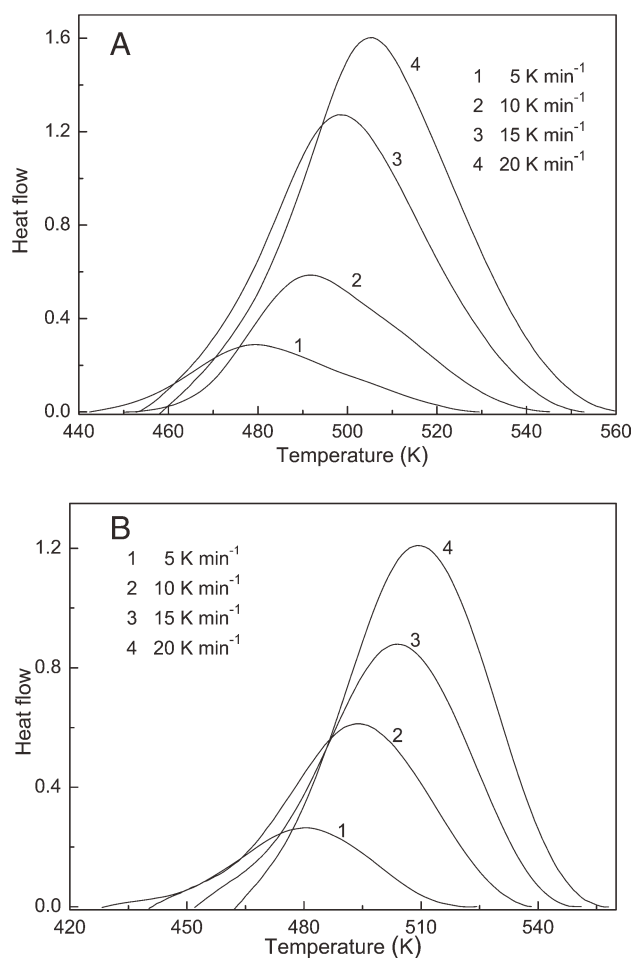 A
1.6
1.2
0.8
0.4
0.0
Heat flow
1 5 K min-1
2 10 K min-1
3 15 K min-1
4 20 K min-1
4
3
2
1
440 460 480 500 520 540 560
Temperature (K)
B
1.2
0.8
0.4
0.0
Heat flow
1 5 K min-1
2 10 K min-1
3 15 K min-1
4 20 K min-1
4
3
2
1
420 450 480 510 540
Temperature (K)